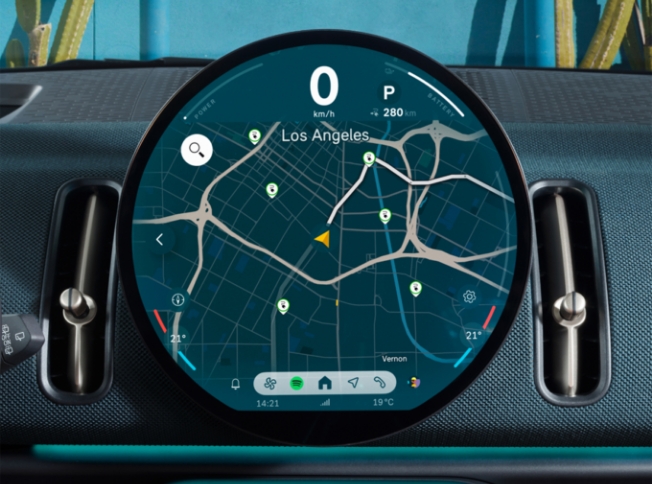 0
km/h
POWER
P
280 km
BATTERY
Los Angeles
21°
21°
Vernon
14:21
19°C